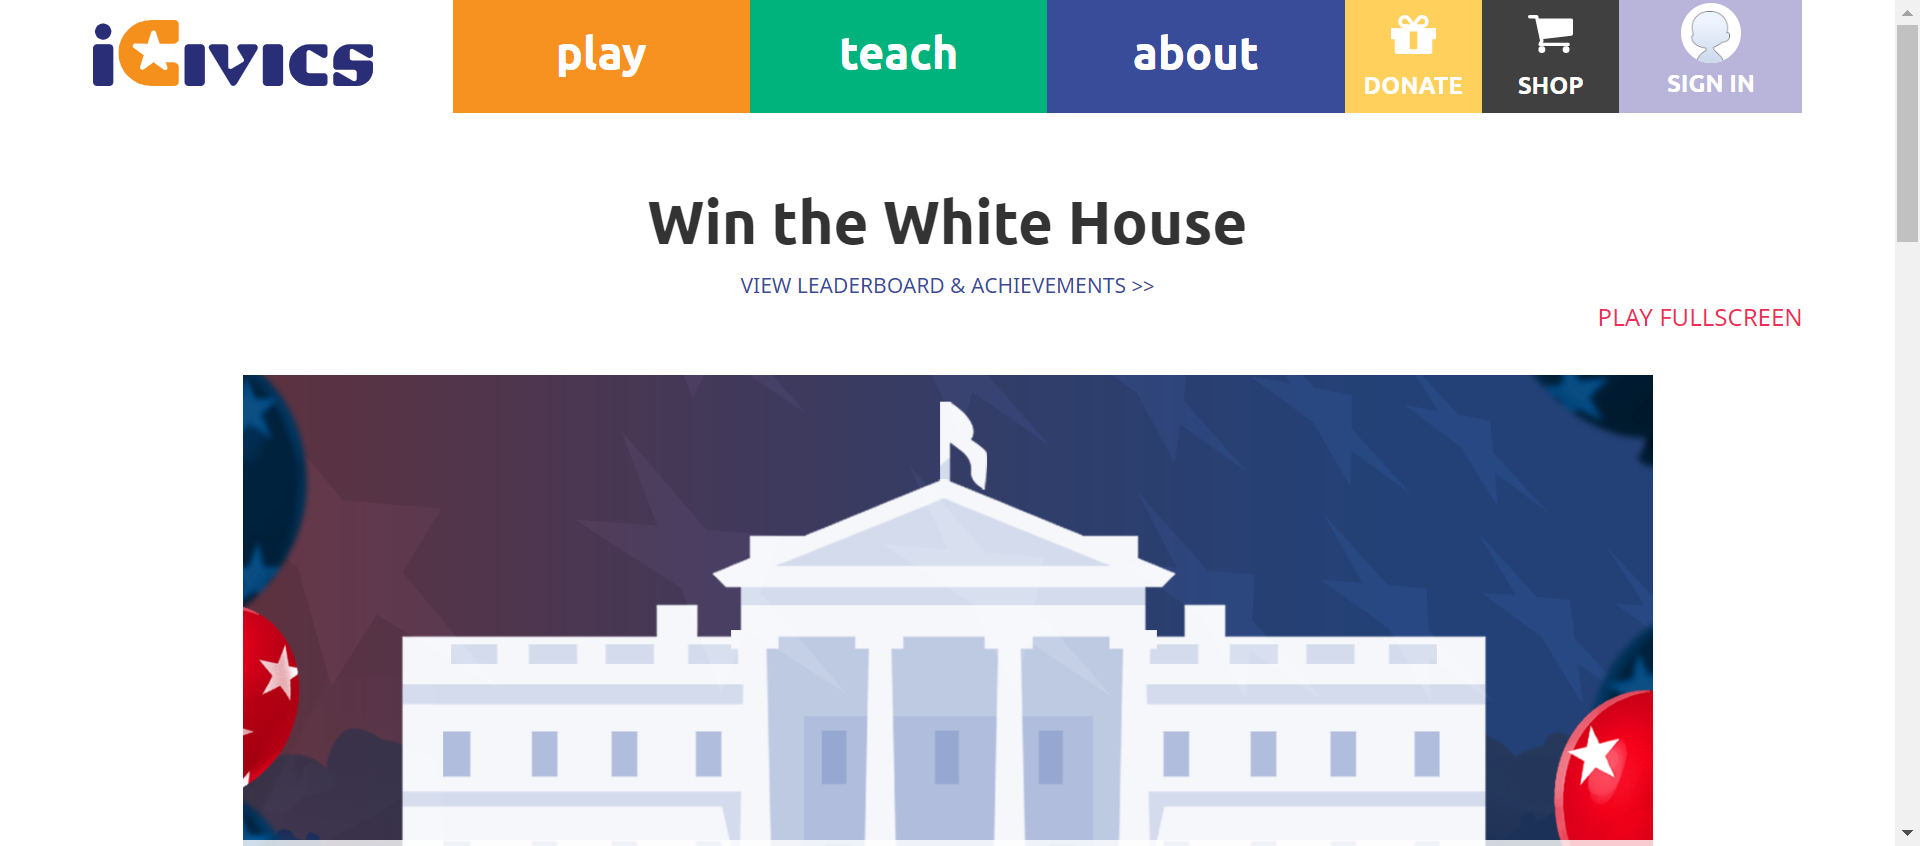 iCivics
play
teach
about
DONATE
SHOP
SIGN IN
Win the White House
VIEW LEADERBOARD & ACHIEVEMENTS >>
PLAY FULLSCREEN